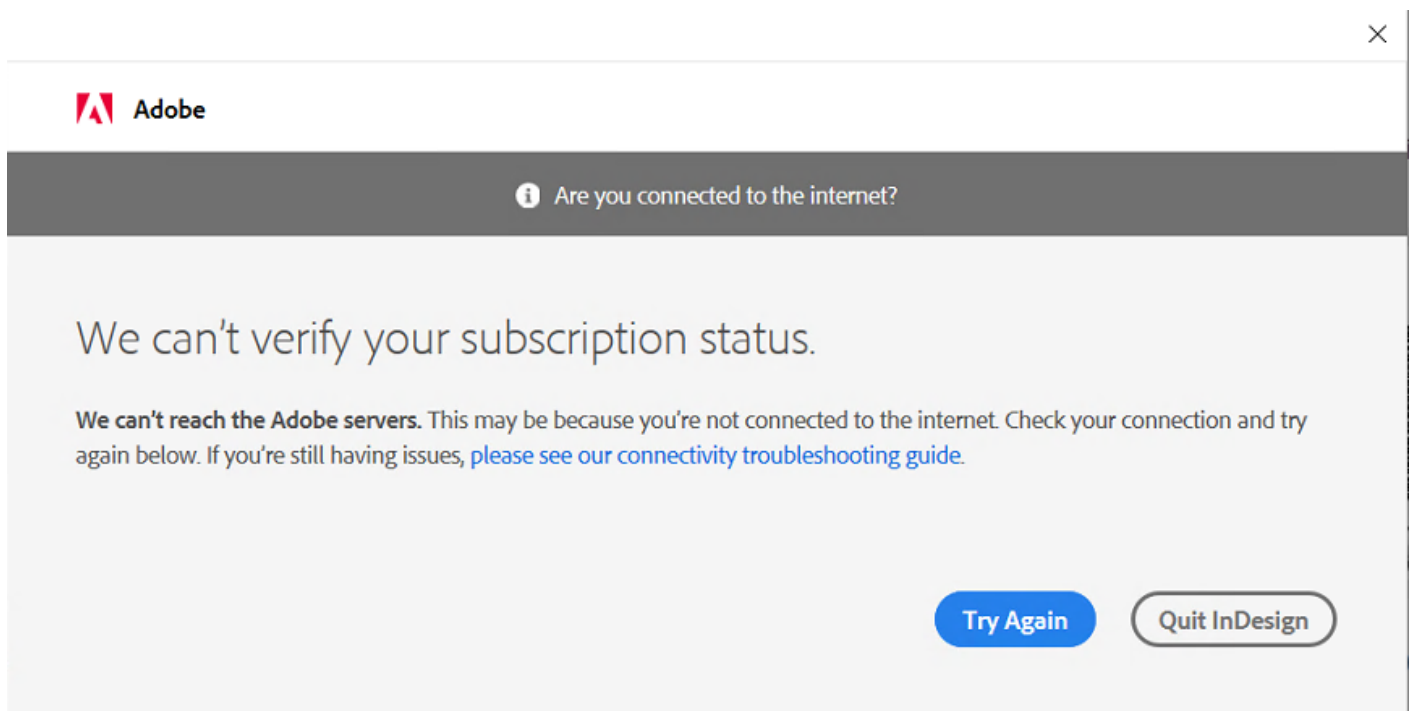 Adobe
Are you connected to the internet?
We can't verify your subscription status.
We can't reach the Adobe servers. This may be because you're not connected to the internet. Check your connection and try
again below. If you're still having issues, please see our connectivity troubleshooting guide.
Try Again
Quit InDesign